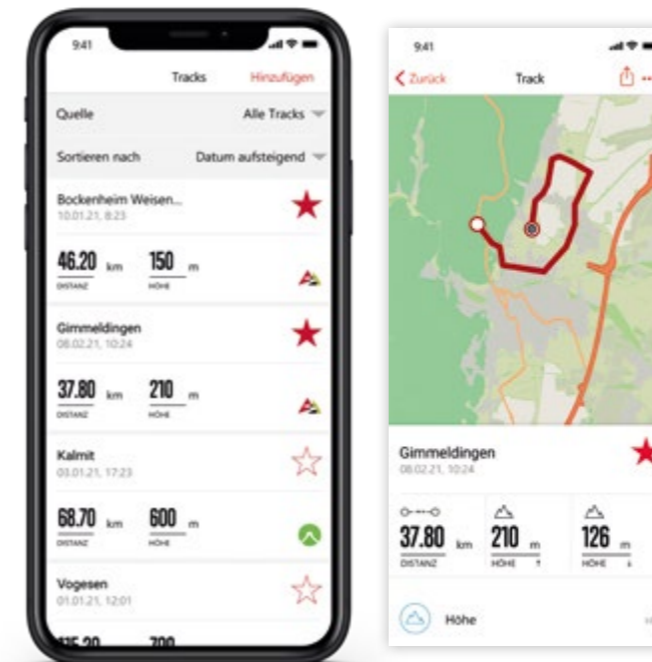 9:41
Tracks Hinzufügen
Quelle Alle Tracks
Sortieren nach Datum aufsteigend
Bockenheim Weisen...
10.01.21, 8:23
46.20 km 150 m
DISTANZ HÖHE
Gimmeldingen
08.02.21, 10:24
37.80 km 210 m
DISTANZ HÖHE
Kalmit
03.01.21, 17:23
68.70 km 600 m
DISTANZ HÖHE
Vogesen
01.01.21, 12:01
115.20 700
9:41
Zurück Track
Gimmeldingen
08.02.21, 10:24
37.80 km 210 m 126 m
DISTANZ HÖHE HÖHE
Höhe